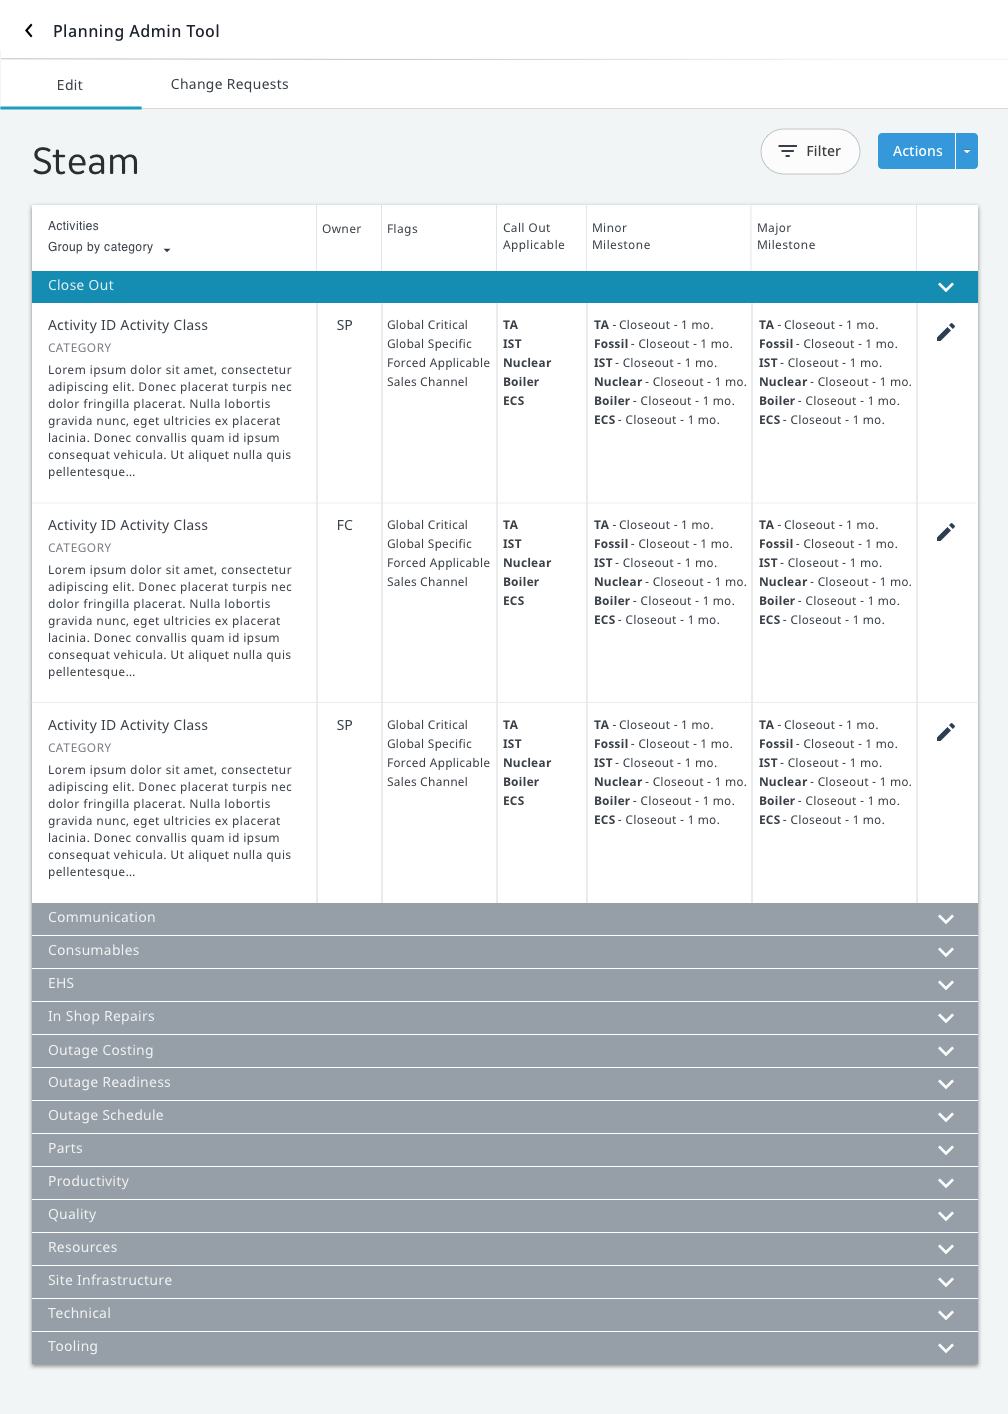 Planning Admin Tool
Edit
Change Requests
Steam
Filter
Actions
Activities
Group by category
Owner
Flags
Call Out
Applicable
Minor
Milestone
Major
Milestone
Close Out
Activity ID Activity Class
CATEGORY
Lorem ipsum dolor sit amet, consectetur
adipiscing elit. Donec placerat turpis nec
dolor fringilla placerat. Nulla lobortis
gravida nunc, eget ultricies ex placerat
lacinia. Donec convallis quam id ipsum
consequat vehicula. Ut aliquet nulla quis
pellentesque...
SP
Global Critical
Global Specific
Forced Applicable
Sales Channel
TA
IST
Nuclear
Boiler
ECS
TA - Closeout - 1 mo.
Fossil - Closeout - 1 mo.
IST - Closeout - 1 mo.
Nuclear - Closeout - 1 mo.
Boiler - Closeout - 1 mo.
ECS - Closeout - 1 mo.
TA - Closeout - 1 mo.
Fossil - Closeout - 1 mo.
IST - Closeout - 1 mo.
Nuclear - Closeout - 1 mo.
Boiler - Closeout - 1 mo.
ECS - Closeout - 1 mo.
Activity ID Activity Class
CATEGORY
Lorem ipsum dolor sit amet, consectetur
adipiscing elit. Donec placerat turpis nec
dolor fringilla placerat. Nulla lobortis
gravida nunc, eget ultricies ex placerat
lacinia. Donec convallis quam id ipsum
consequat vehicula. Ut aliquet nulla quis
pellentesque...
FC
Global Critical
Global Specific
Forced Applicable
Sales Channel
TA
IST
Nuclear
Boiler
ECS
TA - Closeout - 1 mo.
Fossil - Closeout - 1 mo.
IST - Closeout - 1 mo.
Nuclear - Closeout - 1 mo.
Boiler - Closeout - 1 mo.
ECS - Closeout - 1 mo.
TA - Closeout - 1 mo.
Fossil - Closeout - 1 mo.
IST - Closeout - 1 mo.
Nuclear - Closeout - 1 mo.
Boiler - Closeout - 1 mo.
ECS - Closeout - 1 mo.
Activity ID Activity Class
CATEGORY
Lorem ipsum dolor sit amet, consectetur
adipiscing elit. Donec placerat turpis nec
dolor fringilla placerat. Nulla lobortis
gravida nunc, eget ultricies ex placerat
lacinia. Donec convallis quam id ipsum
consequat vehicula. Ut aliquet nulla quis
pellentesque...
SP
Global Critical
Global Specific
Forced Applicable
Sales Channel
TA
IST
Nuclear
Boiler
ECS
TA - Closeout - 1 mo.
Fossil - Closeout - 1 mo.
IST - Closeout - 1 mo.
Nuclear - Closeout - 1 mo.
Boiler - Closeout - 1 mo.
ECS - Closeout - 1 mo.
TA - Closeout - 1 mo.
Fossil - Closeout - 1 mo.
IST - Closeout - 1 mo.
Nuclear - Closeout - 1 mo.
Boiler - Closeout - 1 mo.
ECS - Closeout - 1 mo.
Communication
Consumables
EHS
In Shop Repairs
Outage Costing
Outage Readiness
Outage Schedule
Parts
Productivity
Quality
Resources
Site Infrastructure
Technical
Tooling